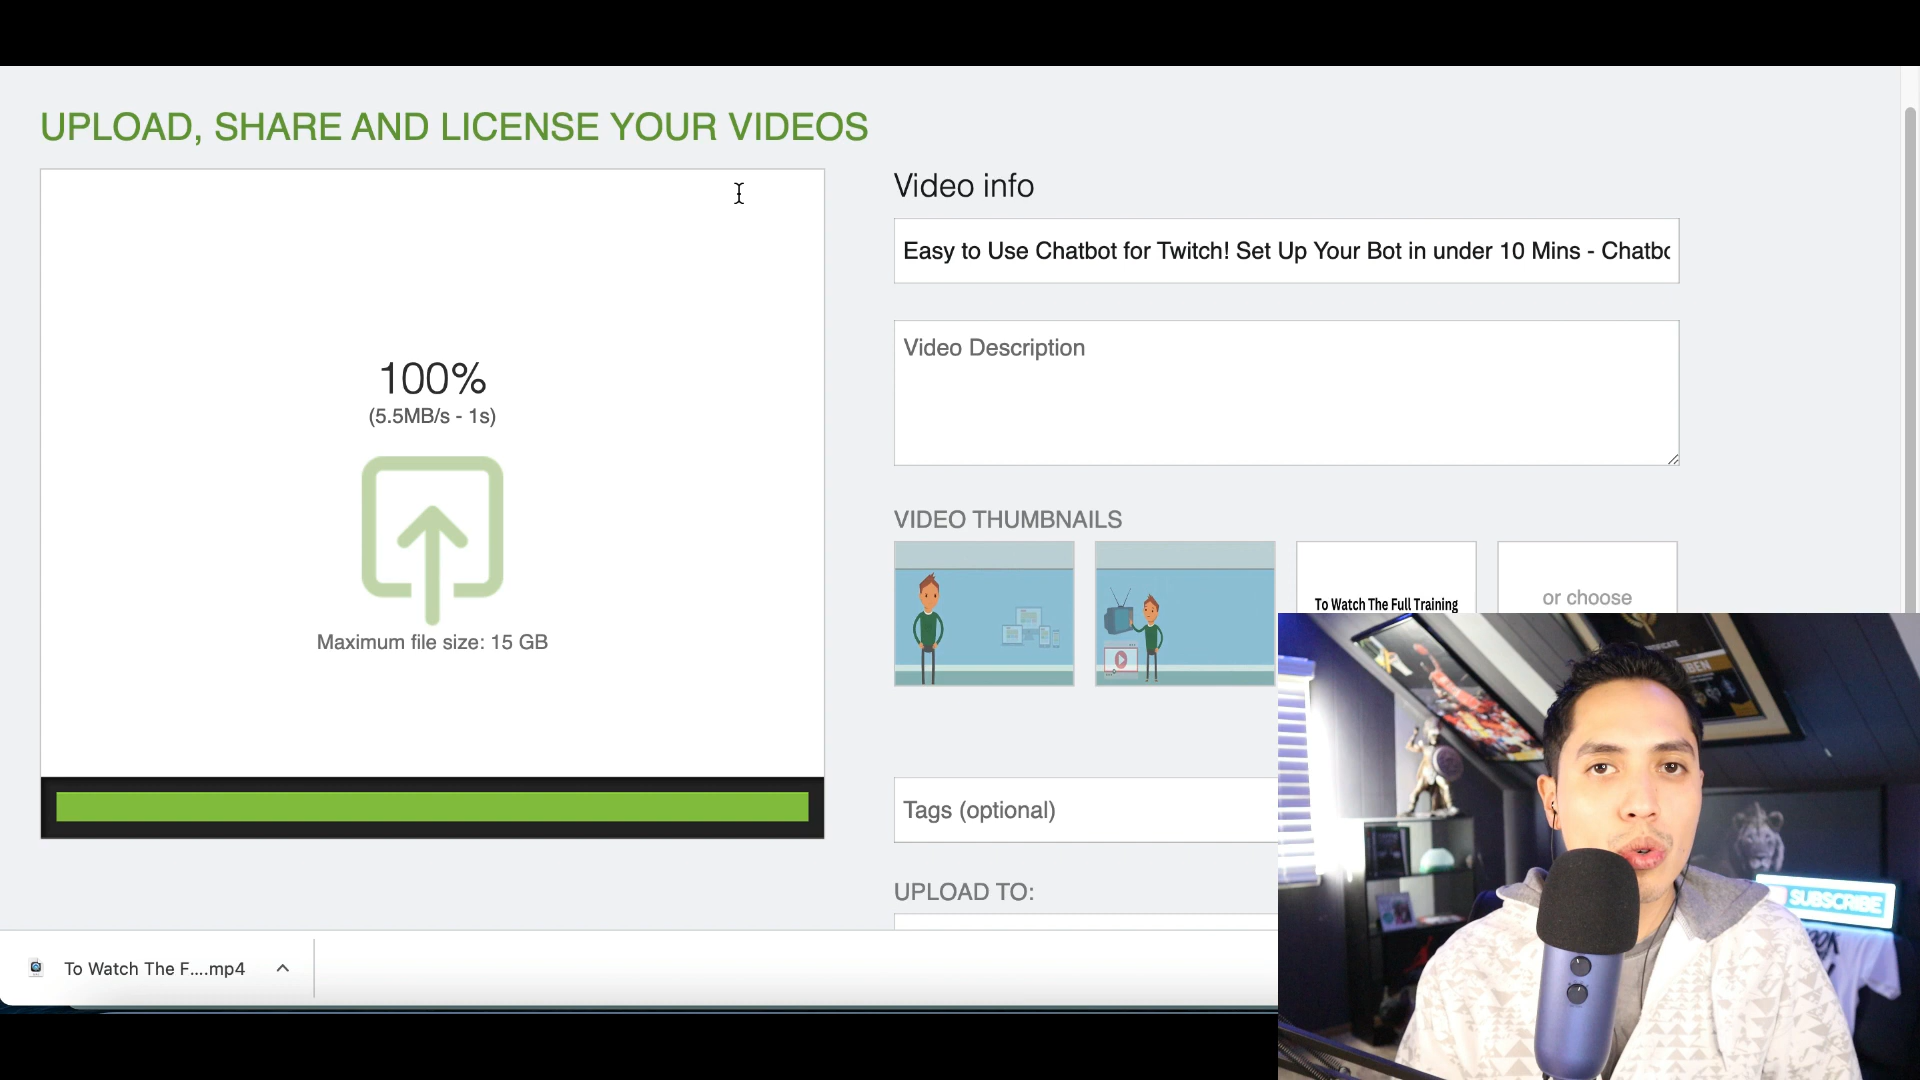 UPLOAD, SHARE AND LICENSE YOUR VIDEOS
100%
(5.5MB/s - 1s)
Maximum file size: 15 GB
Video info
Easy to Use Chatbot for Twitch! Set Up Your Bot in under 10 Mins - Chatbo
Video Description
VIDEO THUMBNAILS
To Watch The Full Training
or choose
Tags (optional)
UPLOAD TO:
To Watch The F....mp4
SUBSCRIBE